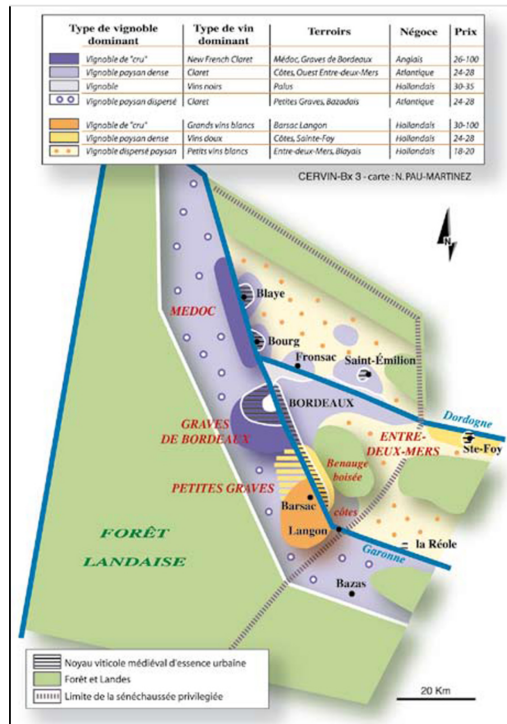 Type de vignoble dominant Type de vin dominant Terroirs Négoce Prix
Vignoble de "cru" New French Claret Médoc, Graves de Bordeaux Anglais 26-100
Vignoble paysan dense Claret Côtes, Ouest Entre-deux-Mers Atlantique 24-28
Vignoble Vins noirs Palus Hollandais 30-35
Vignoble paysan dispersé Claret Petites Graves, Bazadais Atlantique 24-28
Vignoble de "cru" Grands vins blancs Barsac Langon Hollandais 30-100
Vignoble paysan dense Vins doux Côtes, Sainte-Foy Hollandais 24-28
Vignoble dispersé paysan Petits vins blancs Entre-deux-Mers, Blayais Hollandais 18-20
CERVIN-Bx 3 - carte : N. PAU-MARTINEZ
N
Blaye
MEDOC
Bourg
Fronsac
Saint-Émilion
BORDEAUX
Dordogne
GRAVES
DE BORDEAUX
ENTRE-
DEUX-MERS
Ste-Foy
Benauge
boisée
PETITES GRAVES
Barsac
côtes
Langon
FORÊT
LANDAISE
la Réole
Garonne
Bazas
Noyau viticole médiéval d'essence urbaine
Forêt et Landes
Limite de la sénéchaussée privilegiée
20 Km